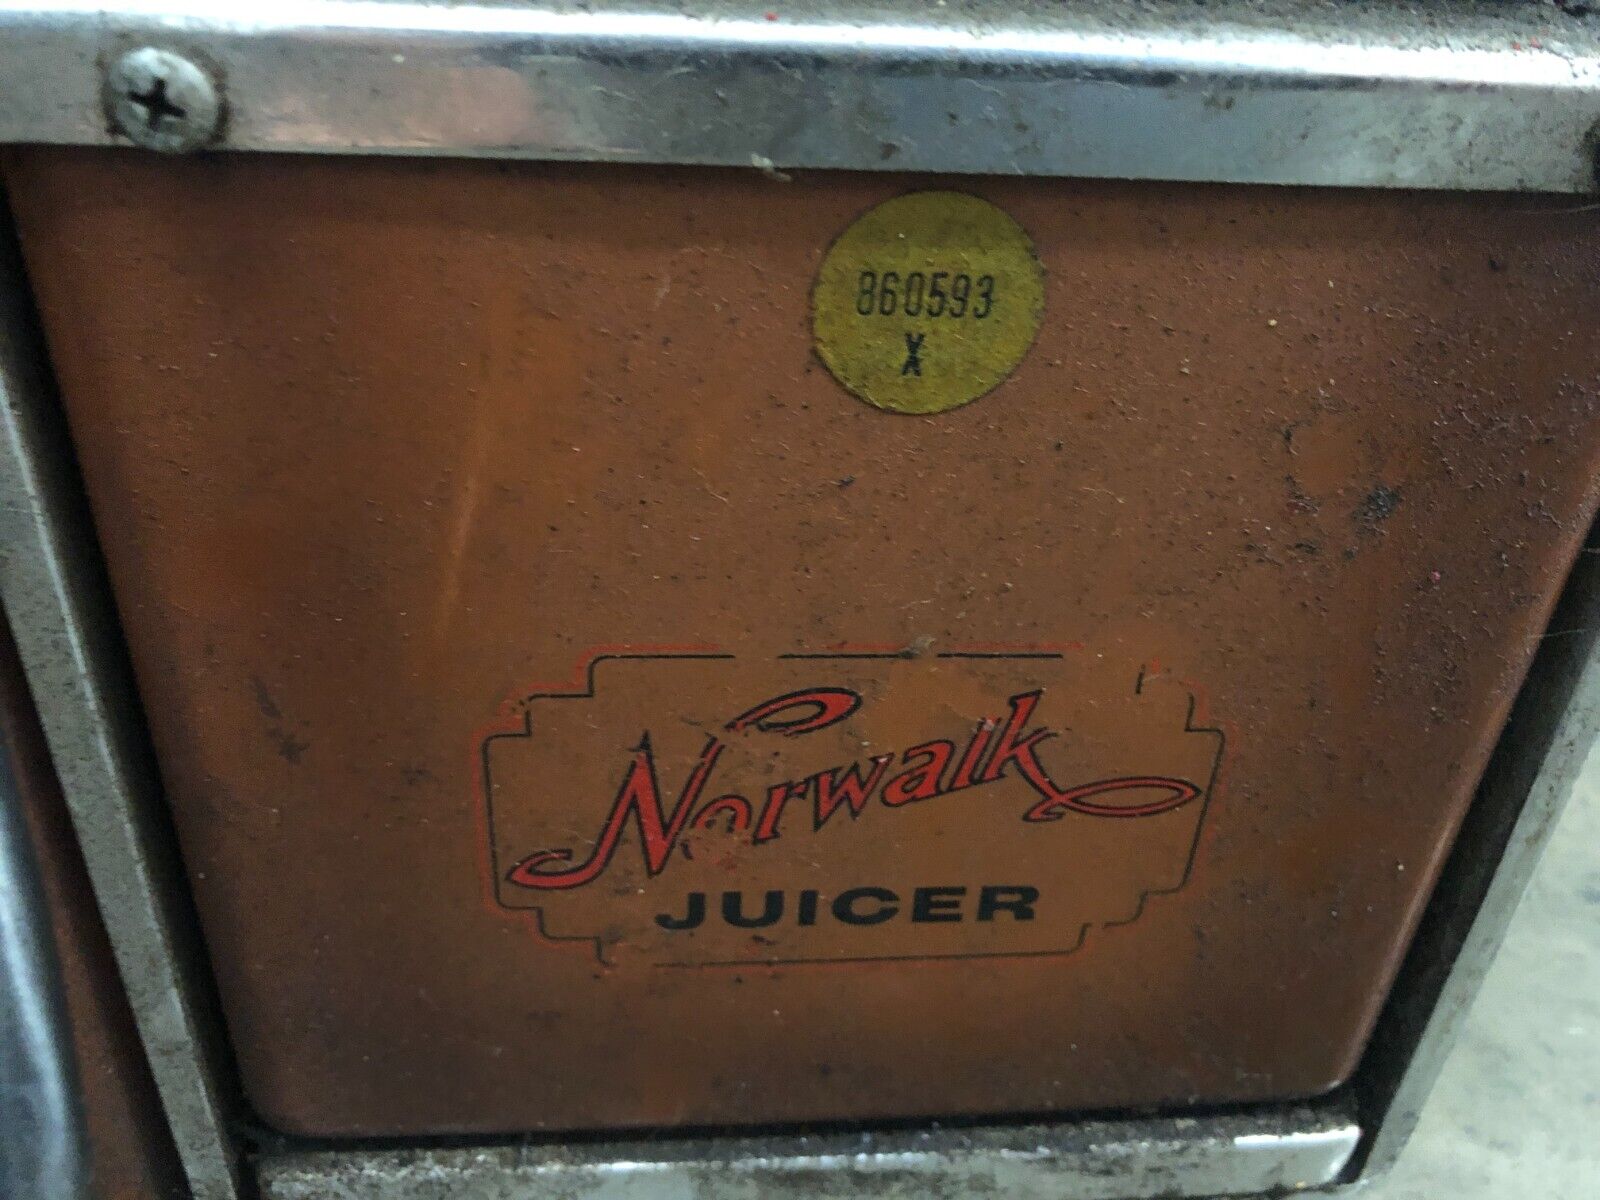 860593
X
Norwalk
JUICER